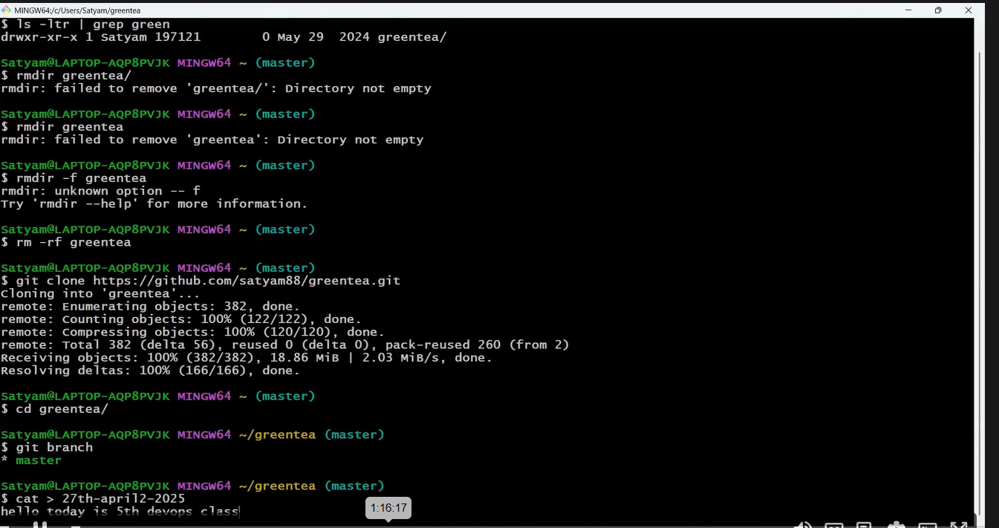 MINGW64:/c/Users/Satyam/greentea
$ ls -ltr | grep green
drwxr-xr-x 1 Satyam 197121        0 May 29  2024 greentea/
Satyam@LAPTOP-AQP8PVJK MINGW64 ~ (master)
$ rmdir greentea/
rmdir: failed to remove 'greentea/': Directory not empty
Satyam@LAPTOP-AQP8PVJK MINGW64 ~ (master)
$ rmdir greentea
rmdir: failed to remove 'greentea': Directory not empty
Satyam@LAPTOP-AQP8PVJK MINGW64 ~ (master)
$ rmdir -f greentea
rmdir: unknown option -- f
Try 'rmdir --help' for more information.
Satyam@LAPTOP-AQP8PVJK MINGW64 ~ (master)
$ rm -rf greentea
Satyam@LAPTOP-AQP8PVJK MINGW64 ~ (master)
$ git clone https://github.com/satyam88/greentea.git
Cloning into 'greentea'...
remote: Enumerating objects: 382, done.
remote: Counting objects: 100% (122/122), done.
remote: Compressing objects: 100% (120/120), done.
remote: Total 382 (delta 56), reused 0 (delta 0), pack-reused 260 (from 2)
Receiving objects: 100% (382/382), 18.86 MiB | 2.03 MiB/s, done.
Resolving deltas: 100% (166/166), done.
Satyam@LAPTOP-AQP8PVJK MINGW64 ~ (master)
$ cd greentea/
Satyam@LAPTOP-AQP8PVJK MINGW64 ~/greentea (master)
$ git branch
* master
Satyam@LAPTOP-AQP8PVJK MINGW64 ~/greentea (master)
$ cat > 27th-april2-2025
hello today is 5th devops class
1:16:17